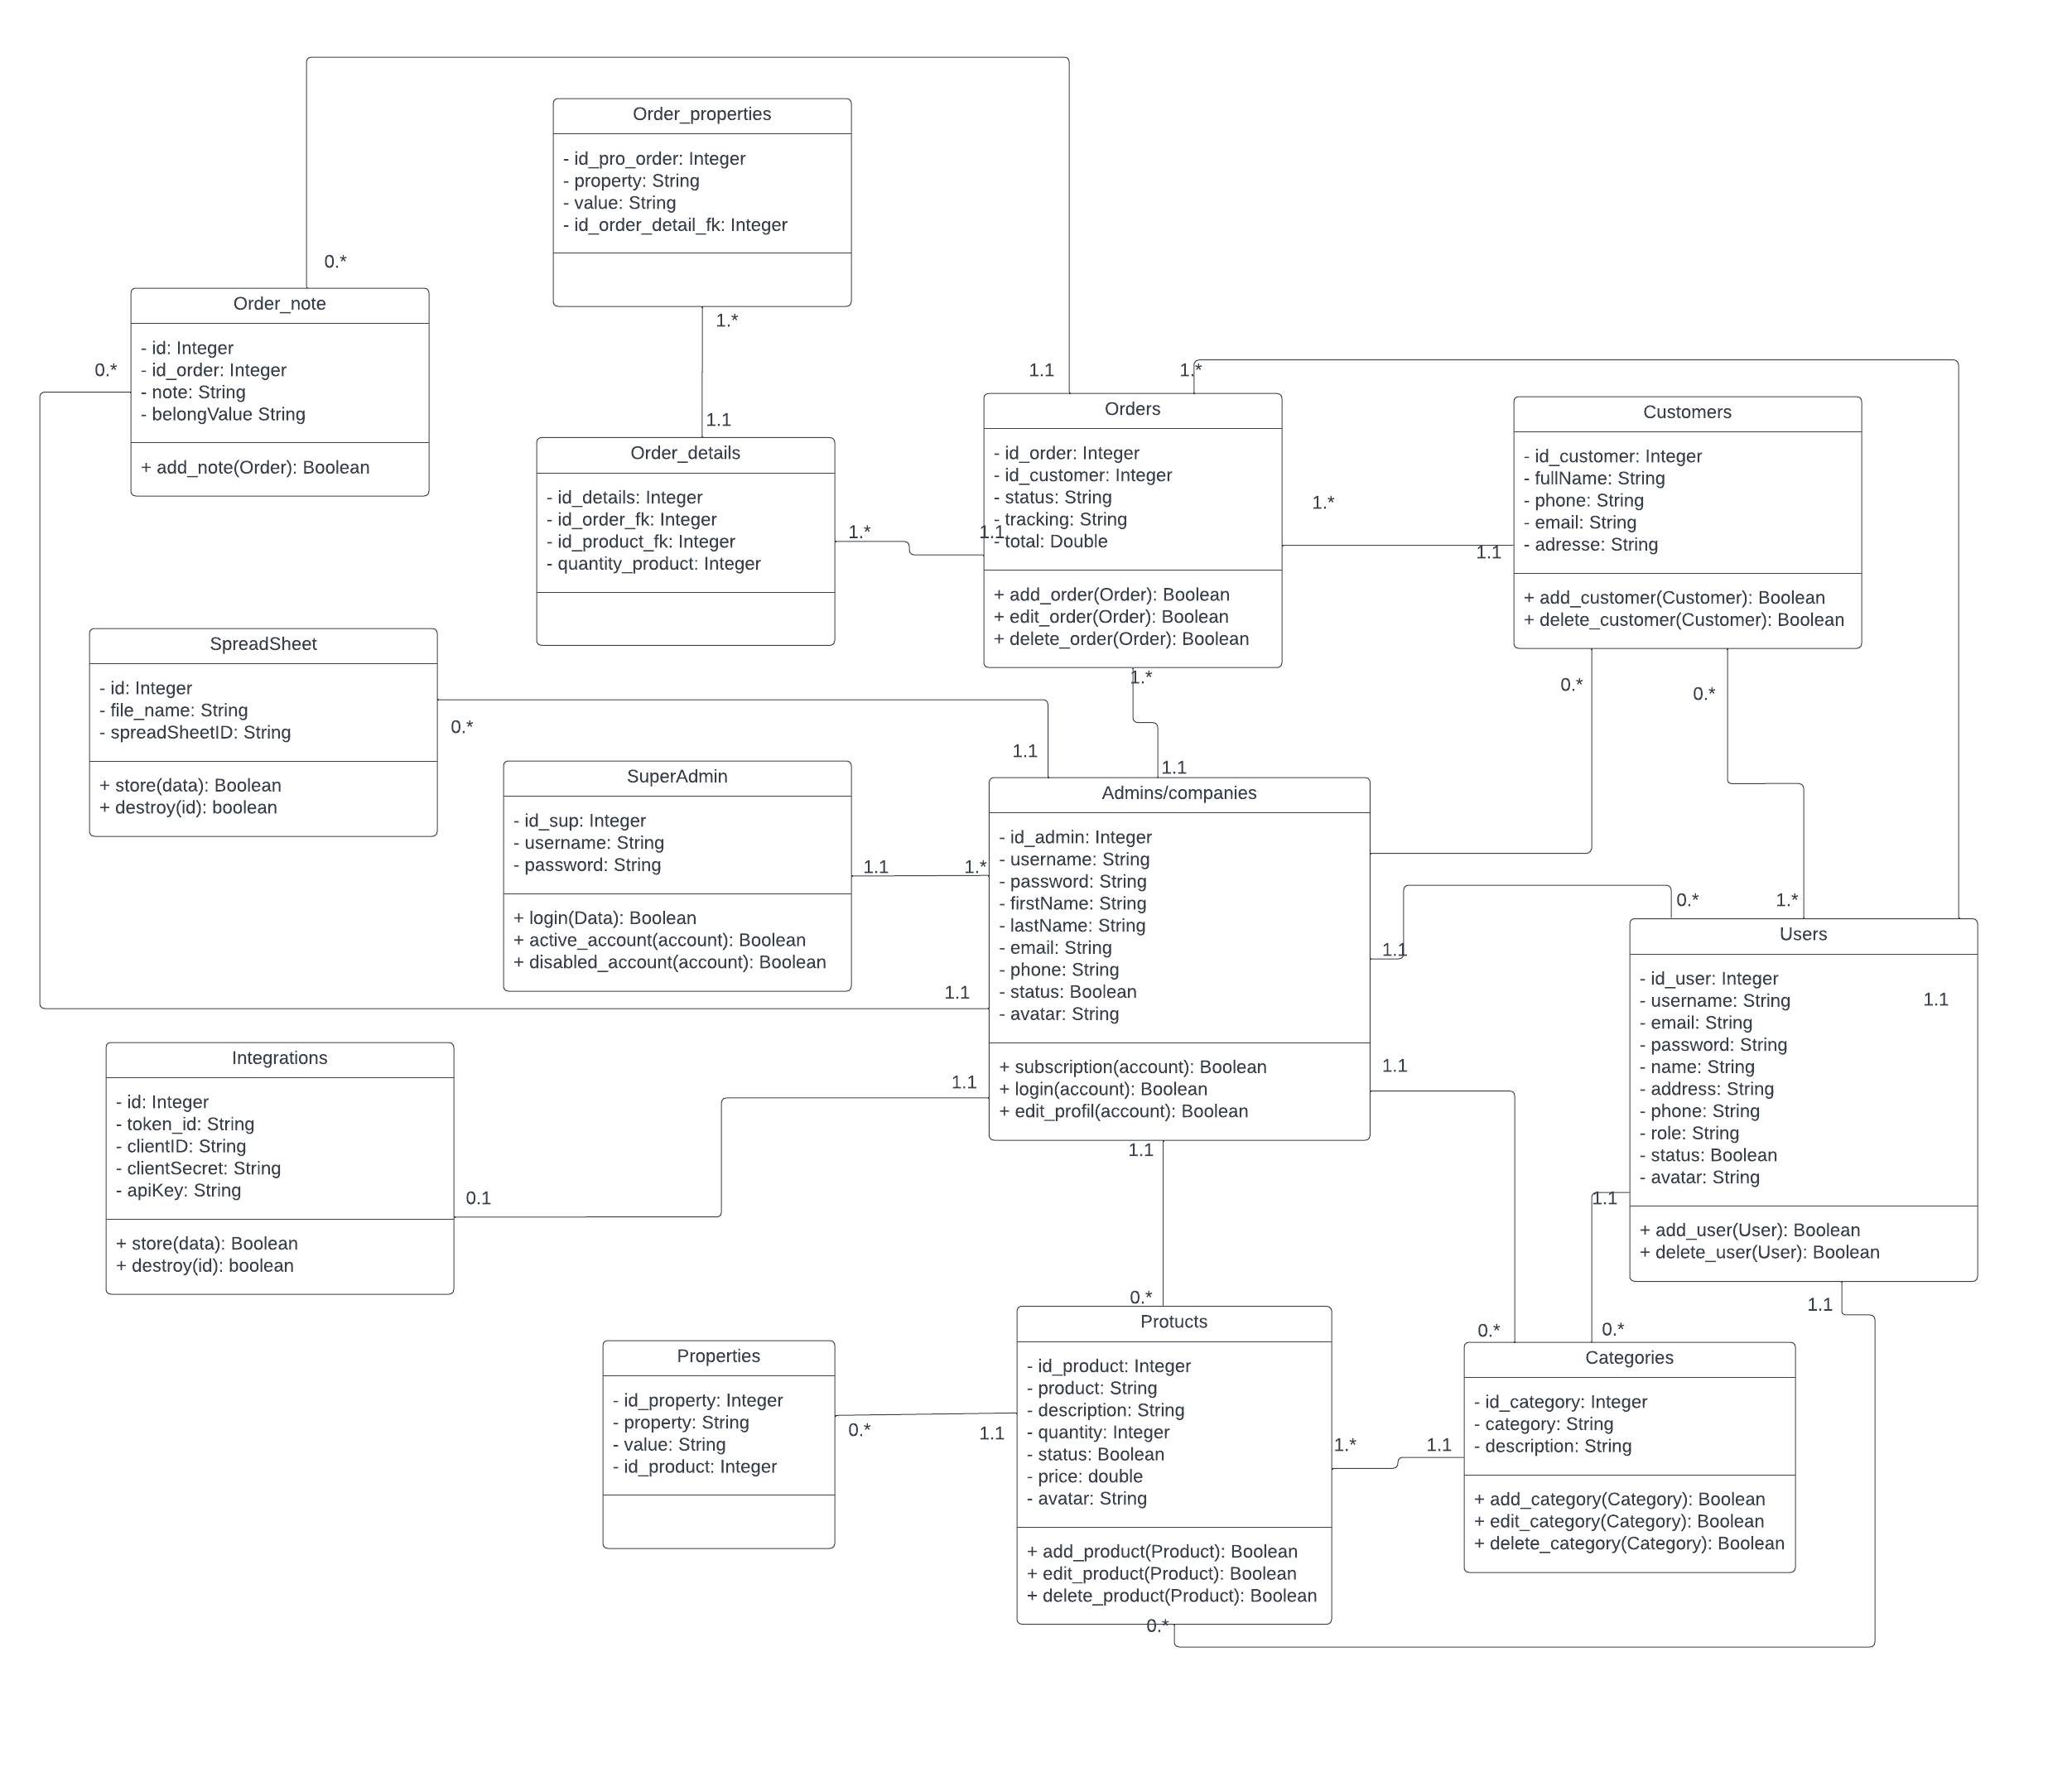 Order_properties
- id_pro_order: Integer
- property: String
- value: String
- id_order_detail_fk: Integer
0.*
Order_note
- id: Integer
- id_order: Integer
- note: String
- belongValue String
+ add_note(Order): Boolean
0.*
1.*
1.1
Order_details
- id_details: Integer
- id_order_fk: Integer
- id_product_fk: Integer
- quantity_product: Integer
1.*
1.1
1.1
1.*
Orders
- id_order: Integer
- id_customer: Integer
- status: String
- tracking: String
- total: Double
+ add_order(Order): Boolean
+ edit_order(Order): Boolean
+ delete_order(Order): Boolean
1.*
1.1
Customers
- id_customer: Integer
- fullName: String
- phone: String
- email: String
- adresse: String
+ add_customer(Customer): Boolean
+ delete_customer(Customer): Boolean
SpreadSheet
- id: Integer
- file_name: String
- spreadSheetID: String
+ store(data): Boolean
+ destroy(id): boolean
0.*
1.1
1.*
1.1
0.*
0.*
SuperAdmin
- id_sup: Integer
- username: String
- password: String
+ login(Data): Boolean
+ active_account(account): Boolean
+ disabled_account(account): Boolean
1.1
1.*
Admins/companies
- id_admin: Integer
- username: String
- password: String
- firstName: String
- lastName: String
- email: String
- phone: String
- status: Boolean
- avatar: String
+ subscription(account): Boolean
+ login(account): Boolean
+ edit_profil(account): Boolean
1.1
1.1
1.1
1.1
0.*
1.*
Users
- id_user: Integer
- username: String
- email: String
- password: String
- name: String
- address: String
- phone: String
- role: String
- status: Boolean
- avatar: String
+ add_user(User): Boolean
+ delete_user(User): Boolean
1.1
1.1
1.1
Integrations
- id: Integer
- token_id: String
- clientID: String
- clientSecret: String
- apiKey: String
+ store(data): Boolean
+ destroy(id): boolean
0.1
1.1
0.*
Properties
- id_property: Integer
- property: String
- value: String
- id_product: Integer
0.*
1.1
Protucts
- id_product: Integer
- product: String
- description: String
- quantity: Integer
- status: Boolean
- price: double
- avatar: String
+ add_product(Product): Boolean
+ edit_product(Product): Boolean
+ delete_product(Product): Boolean
0.*
1.*
1.1
0.*
0.*
Categories
- id_category: Integer
- category: String
- description: String
+ add_category(Category): Boolean
+ edit_category(Category): Boolean
+ delete_category(Category): Boolean